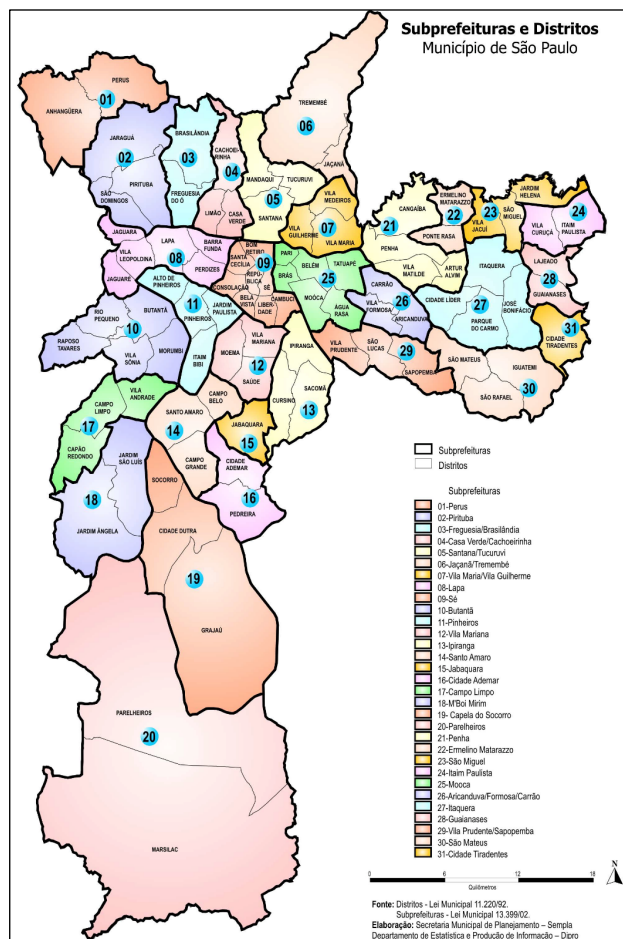 Subprefeituras e Distritos
Município de São Paulo
PERUS
01
ANHANGÜERA
TREMEMBÉ
06
JAÇANÃ
JARAGUÁ
02
PIRITUBA
SÃO
DOMINGOS
BRASILÂNDIA
03
FREGUESIA
DO Ó
CACHOEI-
RINHA
04
LIMÃO
CASA
VERDE
MANDAQUI
TUCURUVI
05
SANTANA
VILA
MEDEIROS
07
VILA
GUILHERME
VILA MARIA
CANGAÍBA
21
PENHA
VILA
MATILDE
ARTUR
ALVIM
ERMELINO
MATARAZZO
22
PONTE RASA
23
VILA
JACUÍ
SÃO
MIGUEL
JARDIM
HELENA
24
VILA
CURUÇÁ
ITAIM
PAULISTA
JAGUARA
VILA
LEOPOLDINA
LAPA
08
BARRA
FUNDA
PERDIZES
JAGUARÉ
BOM
RETIRO
09
SANTA
CECÍLIA
REPÚ-
BLICA
SÉ
CONSOLAÇÃO
BELA
VISTA
LIBER-
DADE
CAMBUCI
PARI
BRÁS
BELÉM
TATUAPÉ
25
MOÓCA
ÁGUA
RASA
CARRÃO
26
VILA
FORMOSA
ARICANDUVA
ITAQUERA
CIDADE LÍDER
27
PARQUE
DO CARMO
JOSÉ
BONIFÁCIO
LAJEADO
28
GUAIANASES
31
CIDADE
TIRADENTES
ALTO DE
PINHEIROS
11
PINHEIROS
JARDIM
PAULISTA
ITAIM
BIBI
RIO
PEQUENO
BUTANTÃ
10
RAPOSO
TAVARES
VILA
SÔNIA
MORUMBI
VILA
MARIANA
MOEMA
12
SAÚDE
IPIRANGA
CURSINO
SACOMÃ
13
VILA
PRUDENTE
SÃO
LUCAS
29
SAPOPEMBA
SÃO MATEUS
IGUATEMI
30
SÃO RAFAEL
VILA
ANDRADE
CAMPO
LIMPO
17
CAPÃO
REDONDO
CAMPO
BELO
SANTO AMARO
14
CAMPO
GRANDE
JABAQUARA
15
CIDADE
ADEMAR
16
PEDREIRA
JARDIM
SÃO LUÍS
18
JARDIM ÂNGELA
SOCORRO
CIDADE DUTRA
19
GRAJAÚ
PARELHEIROS
20
MARSILAC
Subprefeituras
Distritos
Subprefeituras
01-Perus
02-Pirituba
03-Freguesia/Brasilândia
04-Casa Verde/Cachoeirinha
05-Santana/Tucuruvi
06-Jaçanã/Tremembé
07-Vila Maria/Vila Guilherme
08-Lapa
09-Sé
10-Butantã
11-Pinheiros
12-Vila Mariana
13-Ipiranga
14-Santo Amaro
15-Jabaquara
16-Cidade Ademar
17-Campo Limpo
18-M'Boi Mirim
19- Capela do Socorro
20-Parelheiros
21-Penha
22-Ermelino Matarazzo
23-São Miguel
24-Itaim Paulista
25-Mooca
26-Aricanduva/Formosa/Carrão
27-Itaquera
28-Guaianases
29-Vila Prudente/Sapopemba
30-São Mateus
31-Cidade Tiradentes
0 6 12 18
Quilômetros
N
Fonte: Distritos - Lei Municipal 11.220/92.
Subprefeituras - Lei Municipal 13.399/02.
Elaboração: Secretaria Municipal de Planejamento – Sempla
Departamento de Estatística e Produção de Informação – Dipro